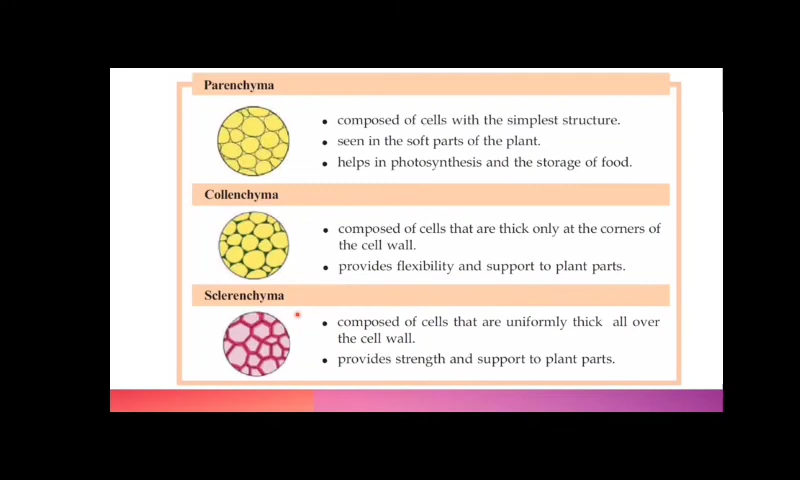 Parenchyma
• composed of cells with the simplest structure.
• seen in the soft parts of the plant.
• helps in photosynthesis and the storage of food.
Collenchyma
• composed of cells that are thick only at the corners of
the cell wall.
• provides flexibility and support to plant parts.
Sclerenchyma
• composed of cells that are uniformly thick all over
the cell wall.
• provides strength and support to plant parts.